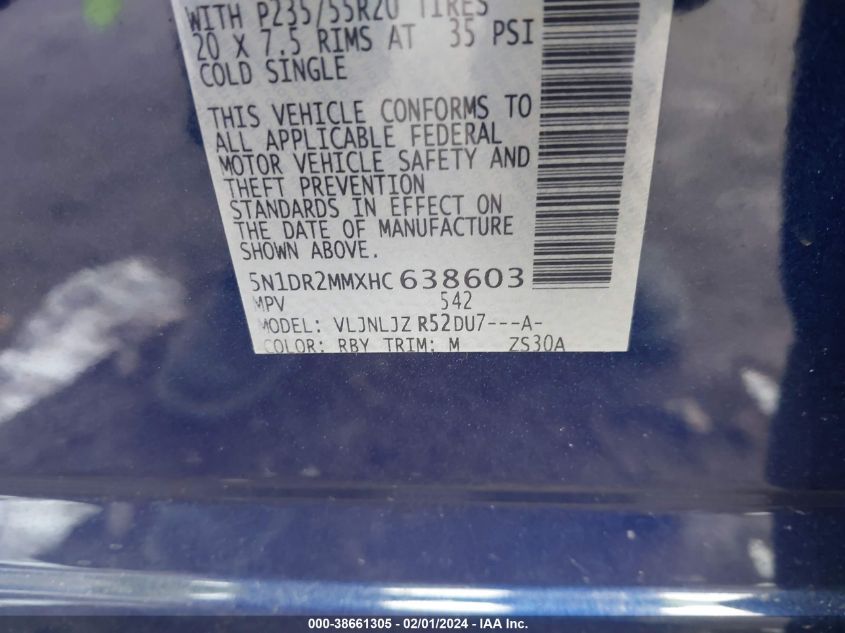 WITH P235/55R20 TIRES
20 X 7.5 RIMS AT 35 PSI
COLD SINGLE
THIS VEHICLE CONFORMS TO
ALL APPLICABLE FEDERAL
MOTOR VEHICLE SAFETY AND
THEFT PREVENTION
STANDARDS IN EFFECT ON
THE DATE OF MANUFACTURE
SHOWN ABOVE.
5N1DR2MMXHC 638603
MPV 542
MODEL: VLJNLJZ R52DU7---A-
COLOR: RBY TRIM: M ZS30A
000-38661305 - 02/01/2024 - IAA Inc.